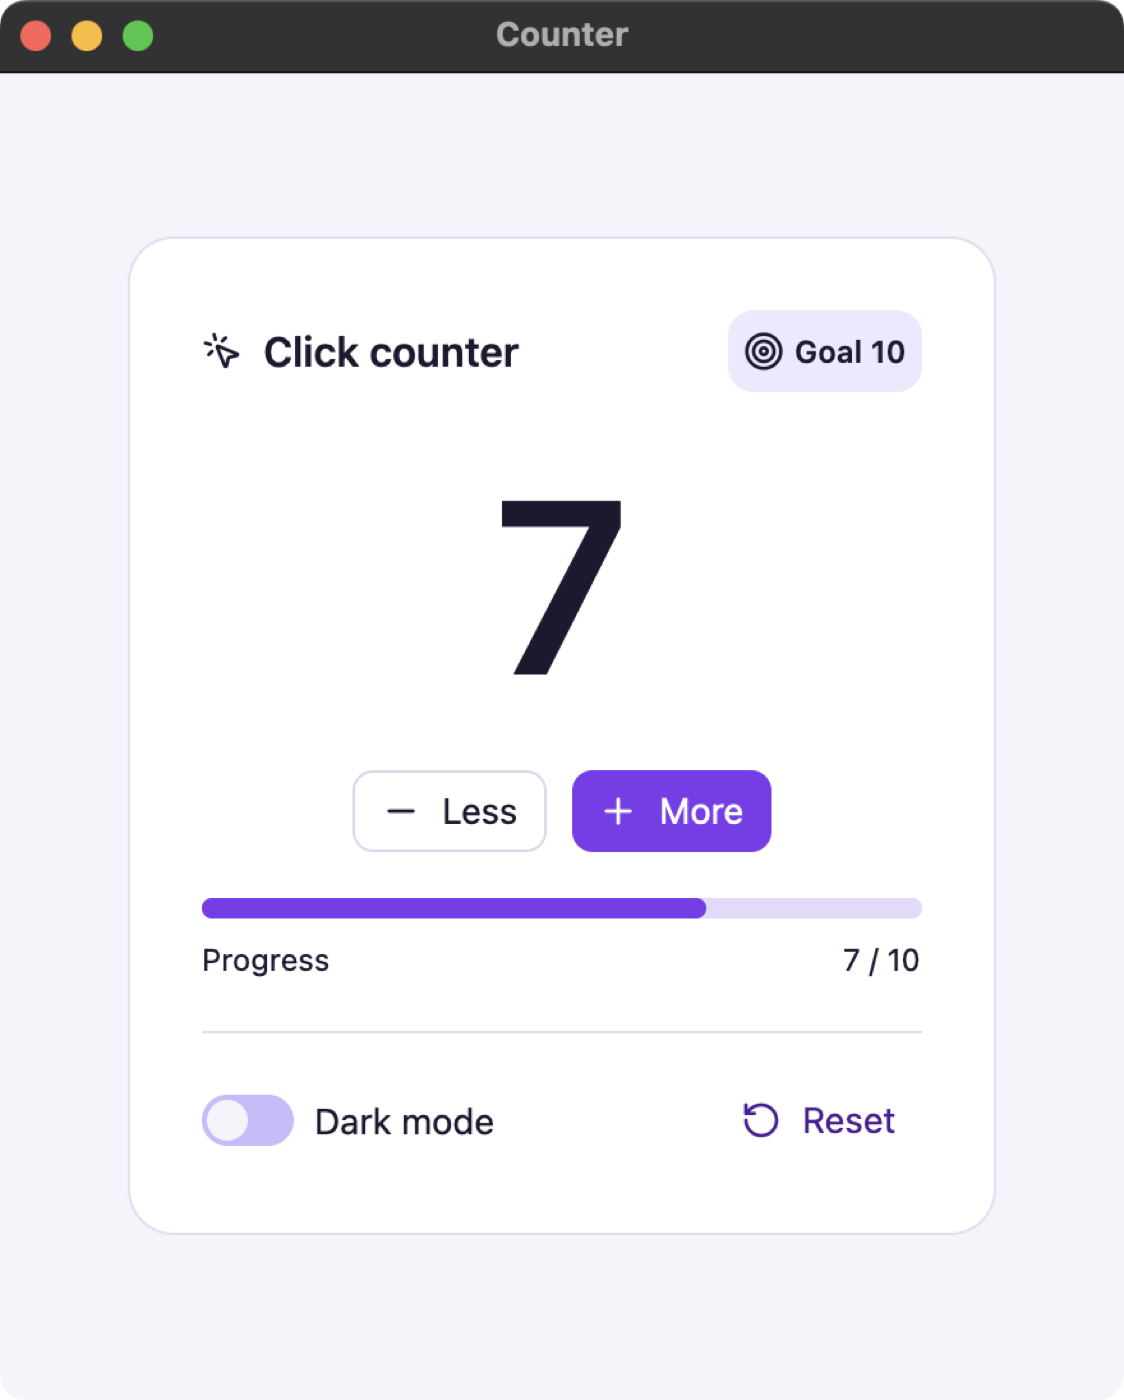 Counter
Click counter
Goal 10
7
Less
More
Progress
7 / 10
Dark mode
Reset